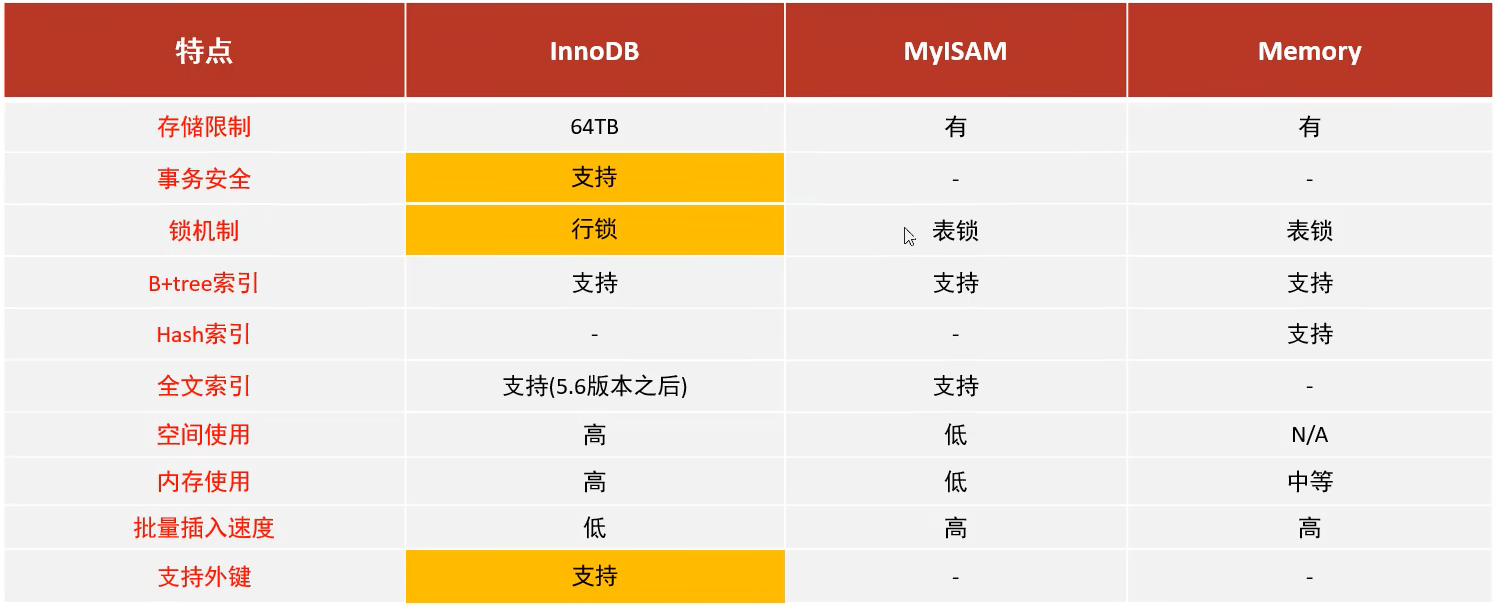 特点 InnoDB MyISAM Memory
存储限制 64TB 有 有
事务安全 支持 - -
锁机制 行锁 表锁 表锁
B+tree索引 支持 支持 支持
Hash索引 - - 支持
全文索引 支持(5.6版本之后) 支持 -
空间使用 高 低 N/A
内存使用 高 低 中等
批量插入速度 低 高 高
支持外键 支持 - -